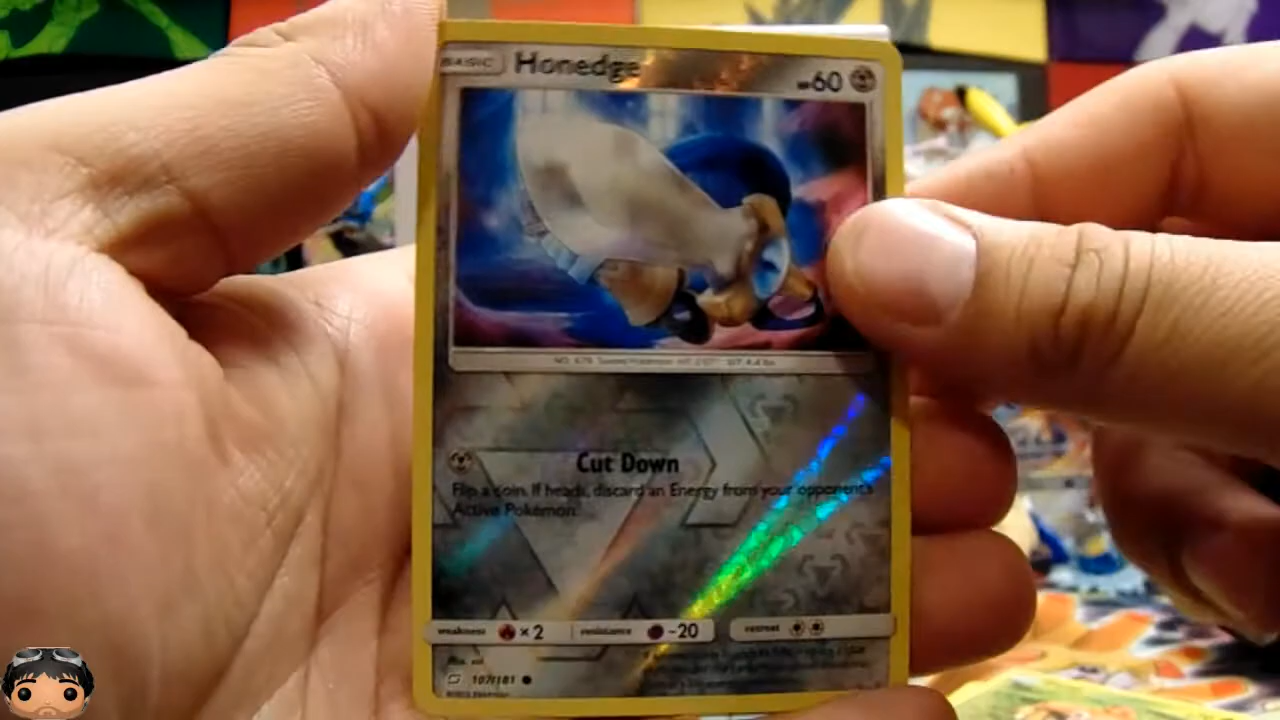 BASIC Honedge 60
Cut Down
Flip a coin. If heads, discard an Energy from your opponent's
Active Pokémon.
weakness ×2 resistance -20 retreat
107/181